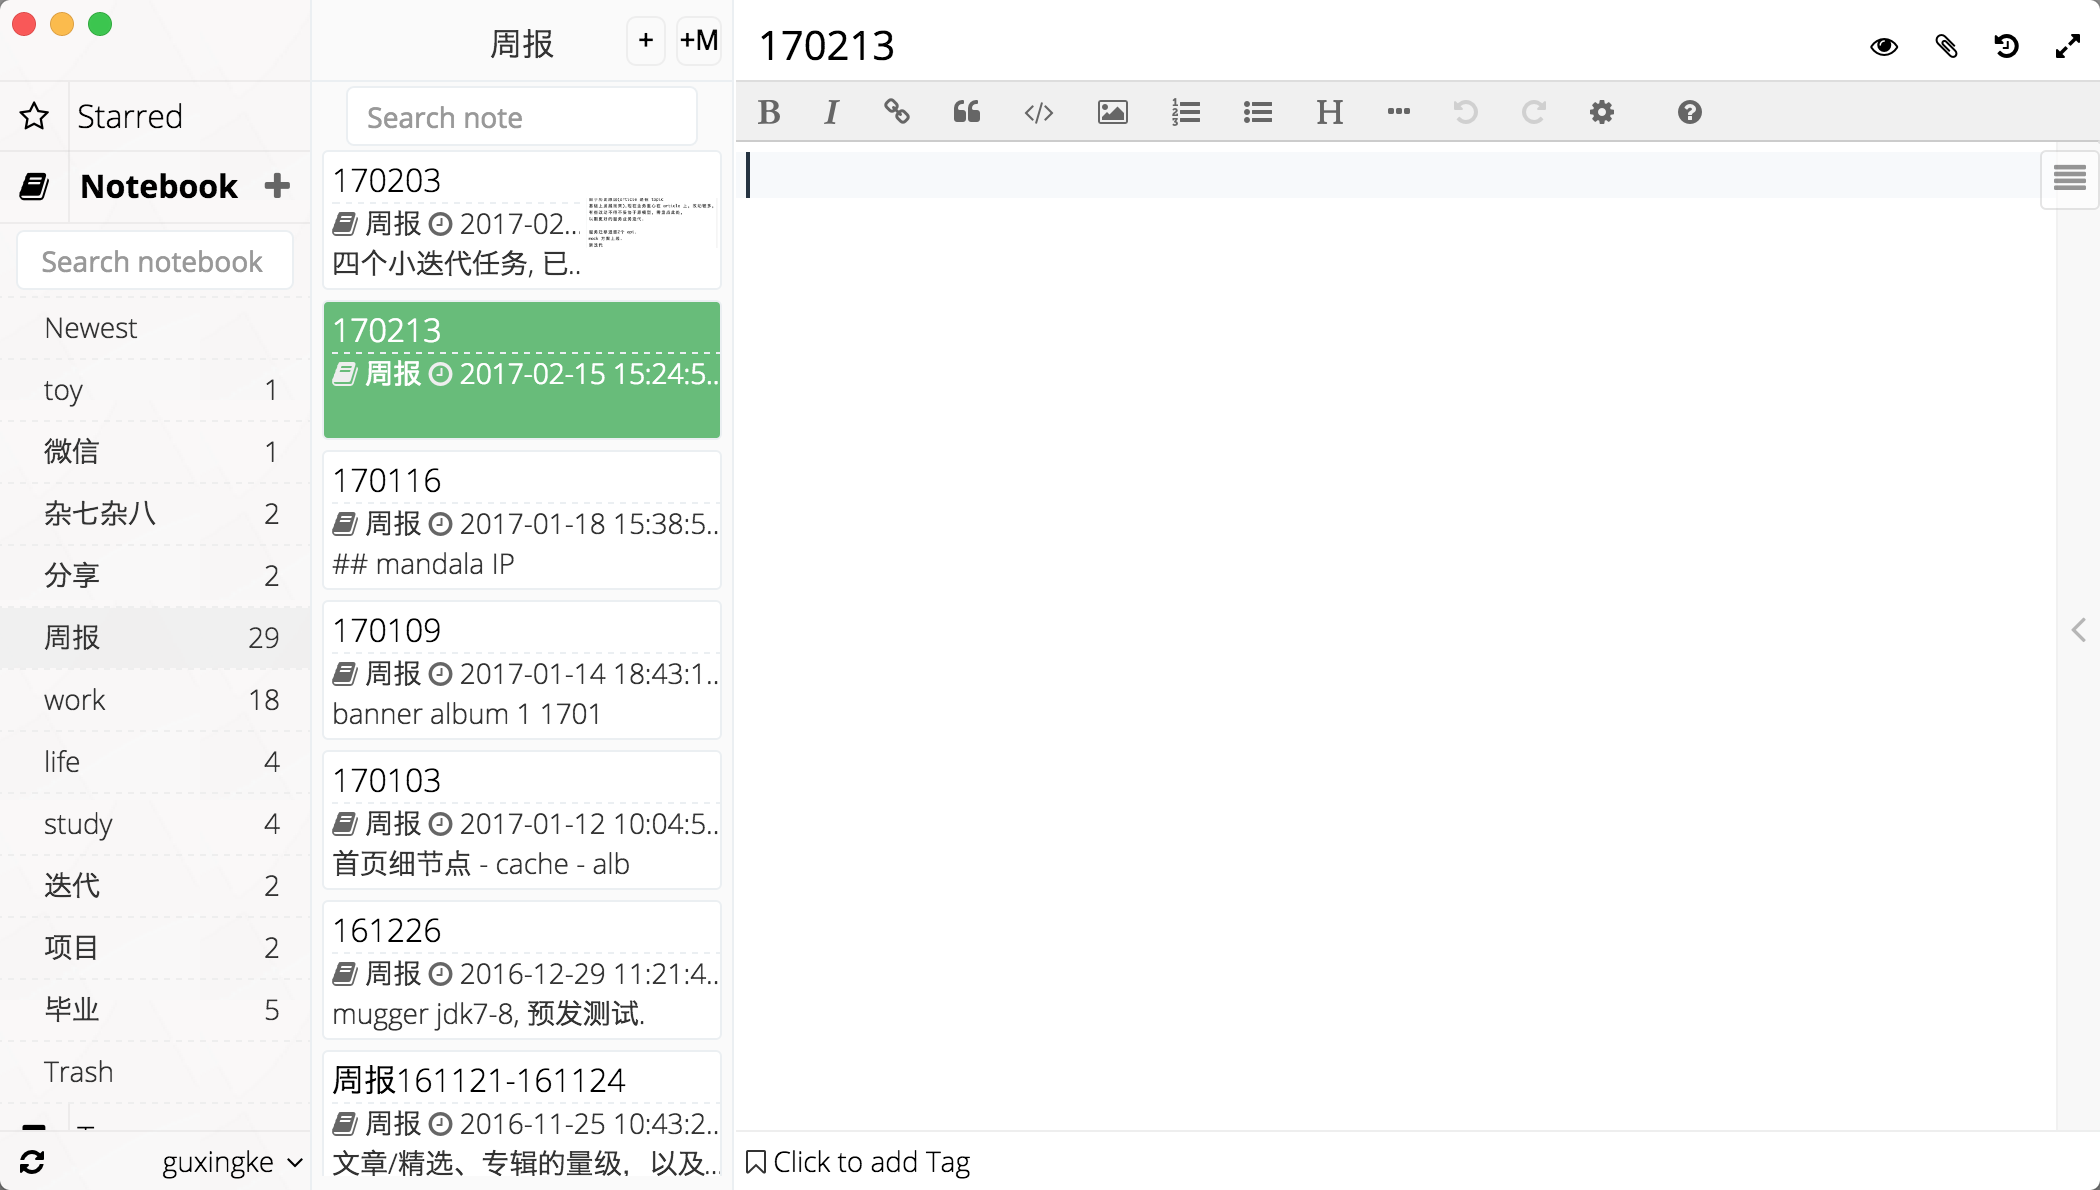 Starred
Notebook
Search notebook
Newest
toy 1
微信 1
杂七杂八 2
分享 2
周报 29
work 18
life 4
study 4
迭代 2
项目 2
毕业 5
Trash
guxingke
周报 + +M
Search note
170203
周报 2017-02...
四个小迭代任务, 已..
170213
周报 2017-02-15 15:24:5..
170116
周报 2017-01-18 15:38:5..
## mandala IP
170109
周报 2017-01-14 18:43:1..
banner album 1 1701
170103
周报 2017-01-12 10:04:5..
首页细节点 - cache - alb
161226
周报 2016-12-29 11:21:4..
mugger jdk7-8, 预发测试.
周报161121-161124
周报 2016-11-25 10:43:2..
文章/精选、专辑的量级，以及...
170213
B I H
Click to add Tag